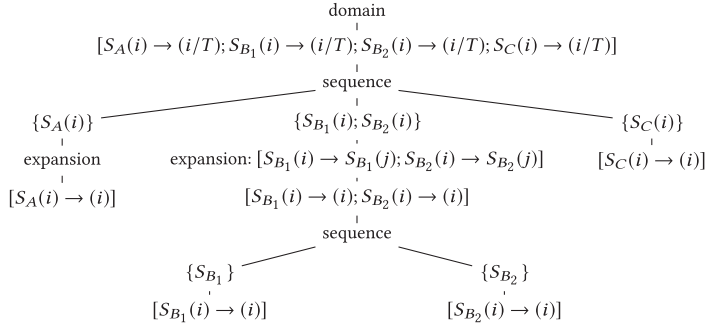 domain
[S_A(i) → (i/T); S_{B_1}(i) → (i/T); S_{B_2}(i) → (i/T); S_C(i) → (i/T)]
sequence
{S_A(i)} {S_{B_1}(i); S_{B_2}(i)} {S_C(i)}
expansion expansion: [S_{B_1}(i) → S_{B_1}(j); S_{B_2}(i) → S_{B_2}(j)] [S_C(i) → (i)]
[S_A(i) → (i)] [S_{B_1}(i) → (i); S_{B_2}(i) → (i)]
sequence
{S_{B_1}} {S_{B_2}}
[S_{B_1}(i) → (i)] [S_{B_2}(i) → (i)]